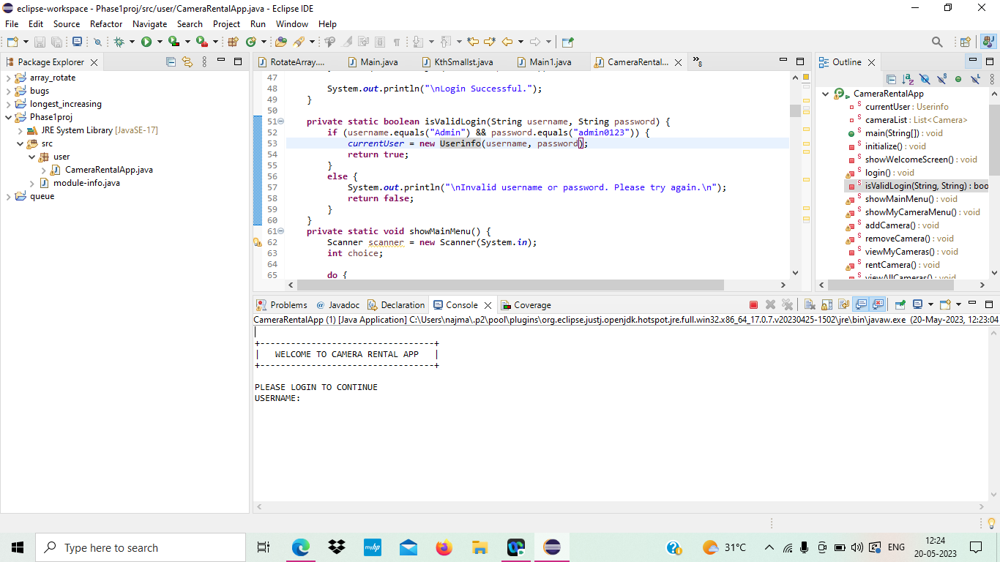 eclipse-workspace - Phase1proj/src/user/CameraRentalApp.java - Eclipse IDE
File Edit Source Refactor Navigate Search Project Run Window Help
Package Explorer
array_rotate
bugs
longest_increasing
Phase1proj
JRE System Library [JavaSE-17]
src
user
CameraRentalApp.java
module-info.java
queue
RotateArray.... Main.java KthSmallst.java Main1.java CameraRental... »8
47
48 System.out.println("\nLogin Successful.");
49 }
50
51 private static boolean isValidLogin(String username, String password) {
52 if (username.equals("Admin") && password.equals("admin0123")) {
53 currentUser = new Userinfo(username, password);
54 return true;
55 }
56 else {
57 System.out.println("\nInvalid username or password. Please try again.\n");
58 return false;
59 }
60 }
61 private static void showMainMenu() {
62 Scanner scanner = new Scanner(System.in);
63 int choice;
64
65 do {
Outline
CameraRentalApp
currentUser : Userinfo
cameraList : List<Camera>
main(String[]) : void
initialize() : void
showWelcomeScreen() : void
login() : void
isValidLogin(String, String) : boo
showMainMenu() : void
showMyCameraMenu() : void
addCamera() : void
removeCamera() : void
viewMyCameras() : void
rentCamera() : void
viewAllCameras() : void
Problems @ Javadoc Declaration Console Coverage
CameraRentalApp (1) [Java Application] C:\Users\najma\.p2\pool\plugins\org.eclipse.justj.openjdk.hotspot.jre.full.win32.x86_64_17.0.7.v20230425-1502\jre\bin\javaw.exe (20-May-2023, 12:23:04
+----------------------------------+
| WELCOME TO CAMERA RENTAL APP |
+----------------------------------+
PLEASE LOGIN TO CONTINUE
USERNAME:
Type here to search
myhp
31°C
ENG
12:24
20-05-2023